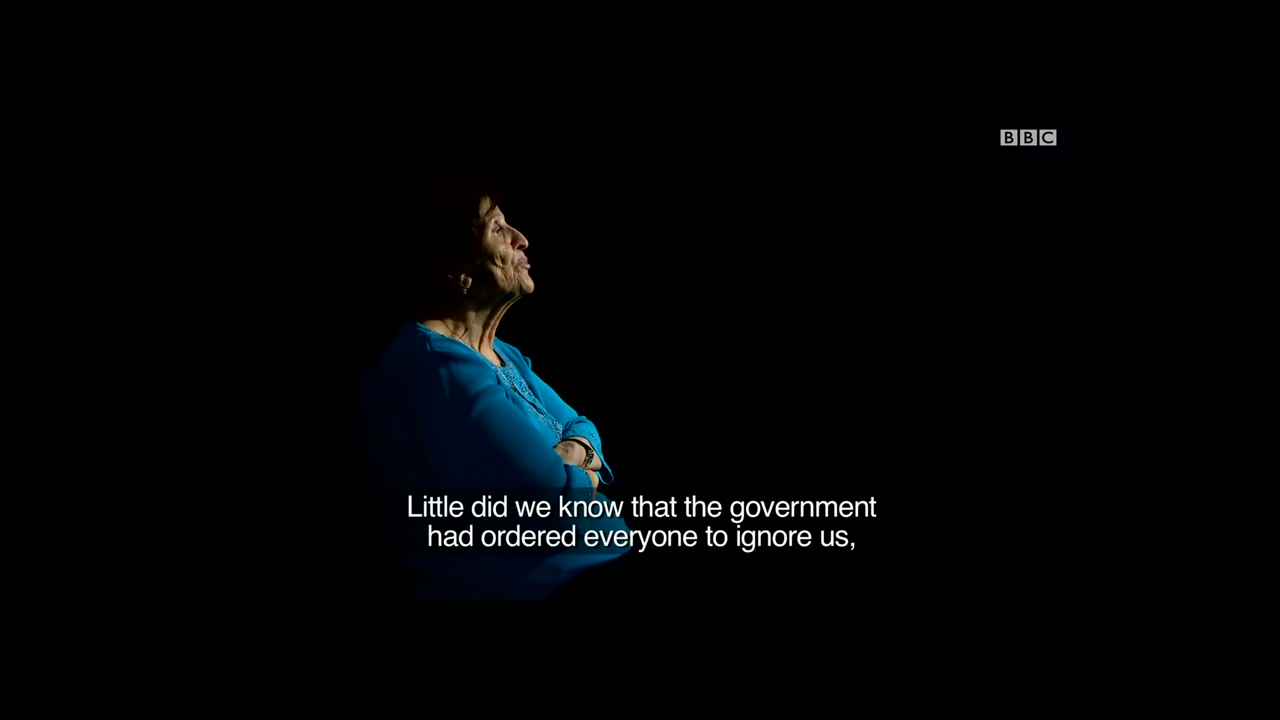 BBC
Little did we know that the government
had ordered everyone to ignore us,